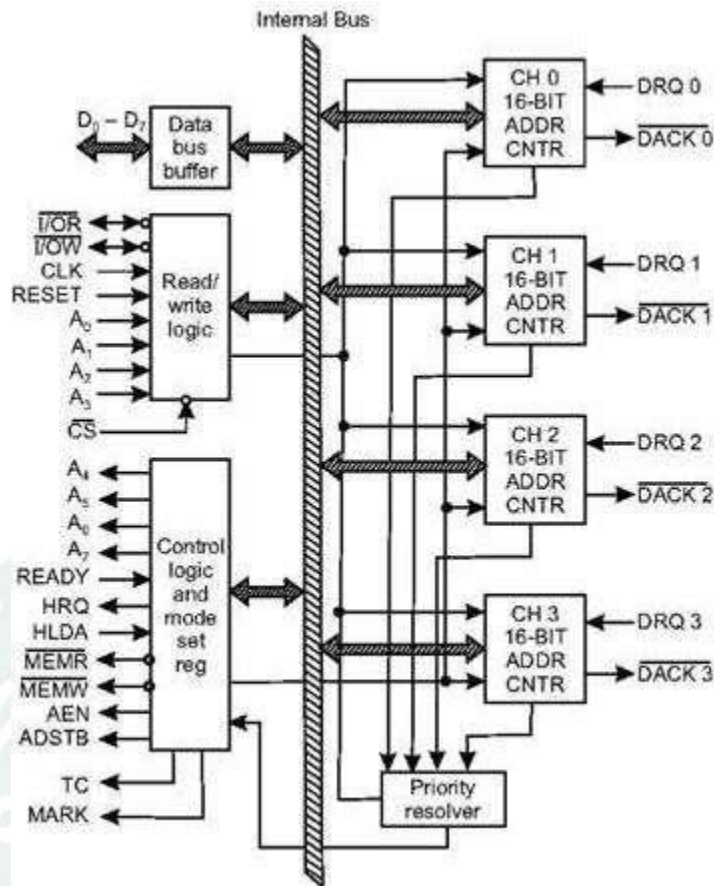 Internal Bus
D₀ – D₇
Data
bus
buffer
I/OR
I/OW
CLK
RESET
A₀
A₁
A₂
A₃
CS
Read/
write
logic
A₄
A₅
A₆
A₇
READY
HRQ
HLDA
MEMR
MEMW
AEN
ADSTB
TC
MARK
Control
logic
and
mode
set
reg
CH 0
16-BIT
ADDR
CNTR
DRQ 0
DACK 0
CH 1
16-BIT
ADDR
CNTR
DRQ 1
DACK 1
CH 2
16-BIT
ADDR
CNTR
DRQ 2
DACK 2
CH 3
16-BIT
ADDR
CNTR
DRQ 3
DACK 3
Priority
resolver